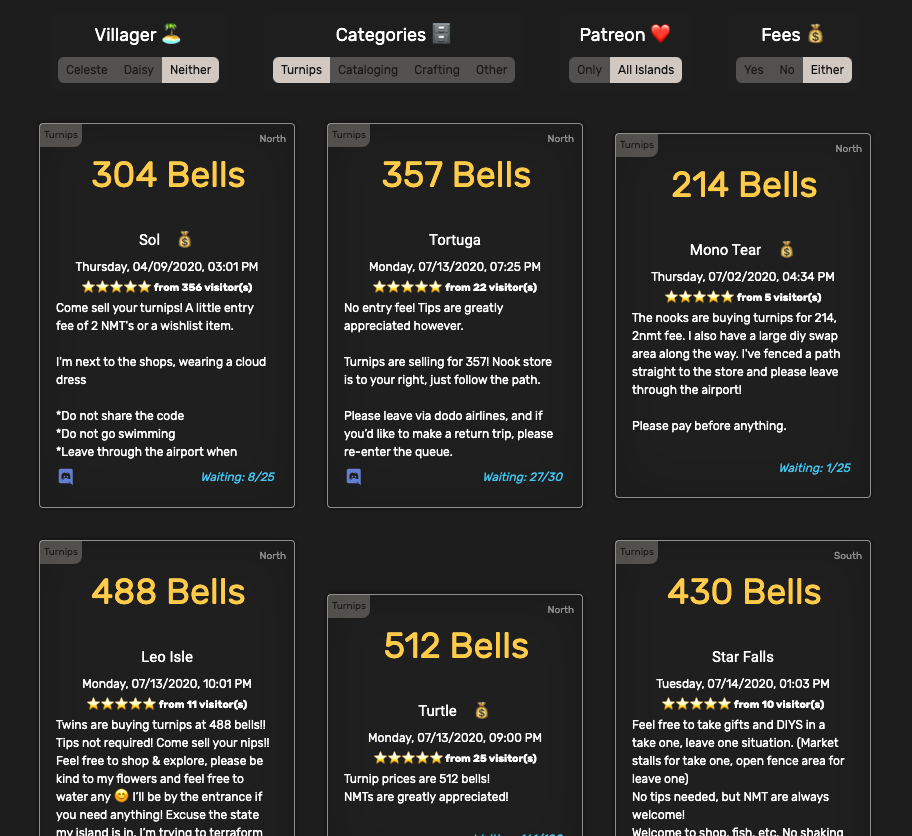 Villager 🏝️
Categories 🗄️
Patreon ❤️
Fees 💰
Celeste Daisy Neither
Turnips Cataloging Crafting Other
Only All Islands
Yes No Either
Turnips
North
304 Bells
Sol 💰
Thursday, 04/09/2020, 03:01 PM
⭐⭐⭐⭐⭐ from 356 visitor(s)
Come sell your turnips! A little entry
fee of 2 NMT's or a wishlist item.
I'm next to the shops, wearing a cloud
dress
*Do not share the code
*Do not go swimming
*Leave through the airport when
Waiting: 8/25
Turnips
North
357 Bells
Tortuga
Monday, 07/13/2020, 07:25 PM
⭐⭐⭐⭐⭐ from 22 visitor(s)
No entry fee! Tips are greatly
appreciated however.
Turnips are selling for 357! Nook store
is to your right, just follow the path.
Please leave via dodo airlines, and if
you'd like to make a return trip, please
re-enter the queue.
Waiting: 27/30
Turnips
North
214 Bells
Mono Tear 💰
Thursday, 07/02/2020, 04:34 PM
⭐⭐⭐⭐⭐ from 5 visitor(s)
The nooks are buying turnips for 214,
2nmt fee. I also have a large diy swap
area along the way. I've fenced a path
straight to the store and please leave
through the airport!
Please pay before anything.
Waiting: 1/25
Turnips
North
488 Bells
Leo Isle
Monday, 07/13/2020, 10:01 PM
⭐⭐⭐⭐⭐ from 11 visitor(s)
Twins are buying turnips at 488 bells!!
Tips not required! Come sell your nips!!
Feel free to shop & explore, please be
kind to my flowers and feel free to
water any 😊 I'll be by the entrance if
you need anything! Excuse the state
my island is in, I'm trying to terraform
Turnips
North
512 Bells
Turtle 💰
Monday, 07/13/2020, 09:00 PM
⭐⭐⭐⭐⭐ from 25 visitor(s)
Turnip prices are 512 bells!
NMTs are greatly appreciated!
Turnips
South
430 Bells
Star Falls
Tuesday, 07/14/2020, 01:03 PM
⭐⭐⭐⭐⭐ from 10 visitor(s)
Feel free to take gifts and DIYS in a
take one, leave one situation. (Market
stalls for take one, open fence area for
leave one)
No tips needed, but NMT are always
welcome!
Welcome to shop, fish, etc. No shaking